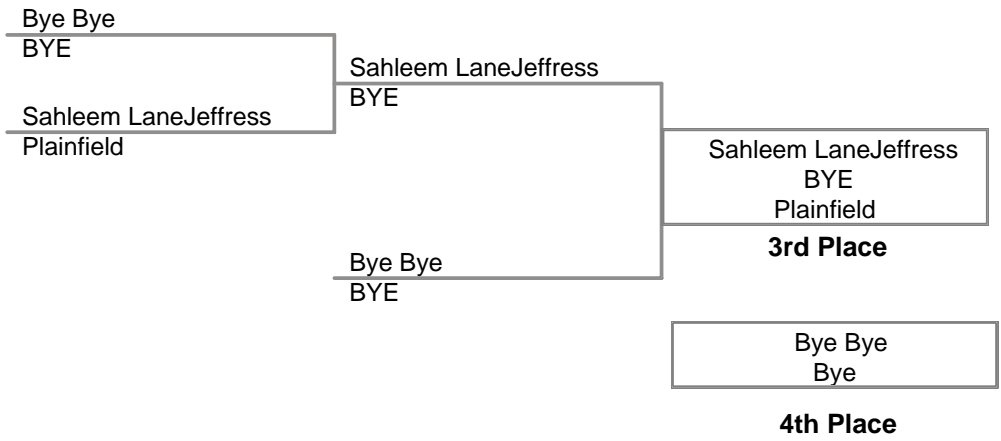 Bye Bye
BYE
Sahleem LaneJeffress
BYE
Sahleem LaneJeffress
Plainfield
Sahleem LaneJeffress
BYE
Plainfield
3rd Place
Bye Bye
BYE
Bye Bye
Bye
4th Place